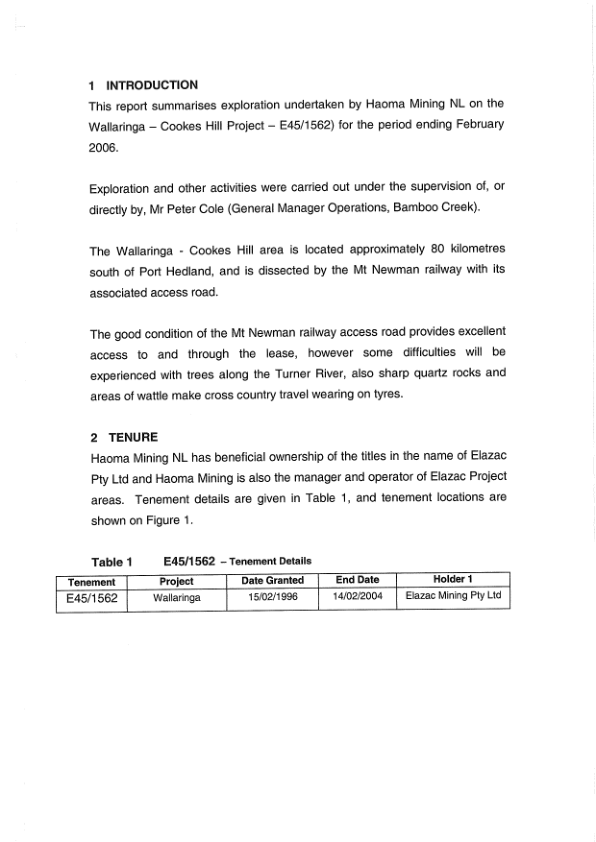 1 INTRODUCTION
This report summarises exploration undertaken by Haoma Mining NL on the
Wallaringa – Cookes Hill Project – E45/1562) for the period ending February
2006.
Exploration and other activities were carried out under the supervision of, or
directly by, Mr Peter Cole (General Manager Operations, Bamboo Creek).
The Wallaringa - Cookes Hill area is located approximately 80 kilometres
south of Port Hedland, and is dissected by the Mt Newman railway with its
associated access road.
The good condition of the Mt Newman railway access road provides excellent
access to and through the lease, however some difficulties will be
experienced with trees along the Turner River, also sharp quartz rocks and
areas of wattle make cross country travel wearing on tyres.
2 TENURE
Haoma Mining NL has beneficial ownership of the titles in the name of Elazac
Pty Ltd and Haoma Mining is also the manager and operator of Elazac Project
areas. Tenement details are given in Table 1, and tenement locations are
shown on Figure 1.
Table 1 E45/1562 – Tenement Details
Tenement Project Date Granted End Date Holder 1
E45/1562 Wallaringa 15/02/1996 14/02/2004 Elazac Mining Pty Ltd